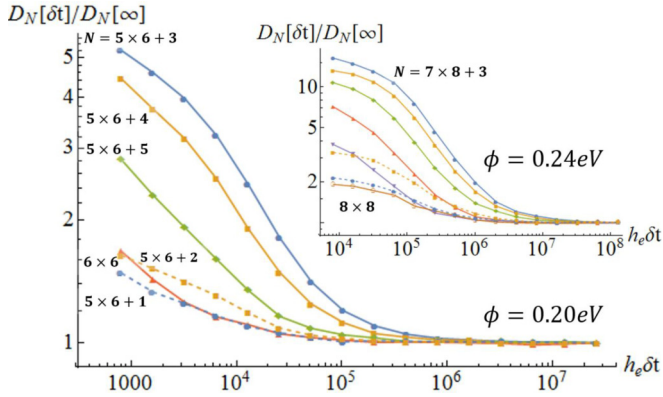 D_N[δt]/D_N[∞]
5
4
3
2
1
N = 5 × 6 + 3
5 × 6 + 4
5 × 6 + 5
6 × 6
5 × 6 + 2
5 × 6 + 1
1000
10^4
10^5
10^6
10^7
h_e δt
ϕ = 0.20eV
D_N[δt]/D_N[∞]
10
5
2
N = 7 × 8 + 3
8 × 8
10^4
10^5
10^6
10^7
10^8
h_e δt
ϕ = 0.24eV